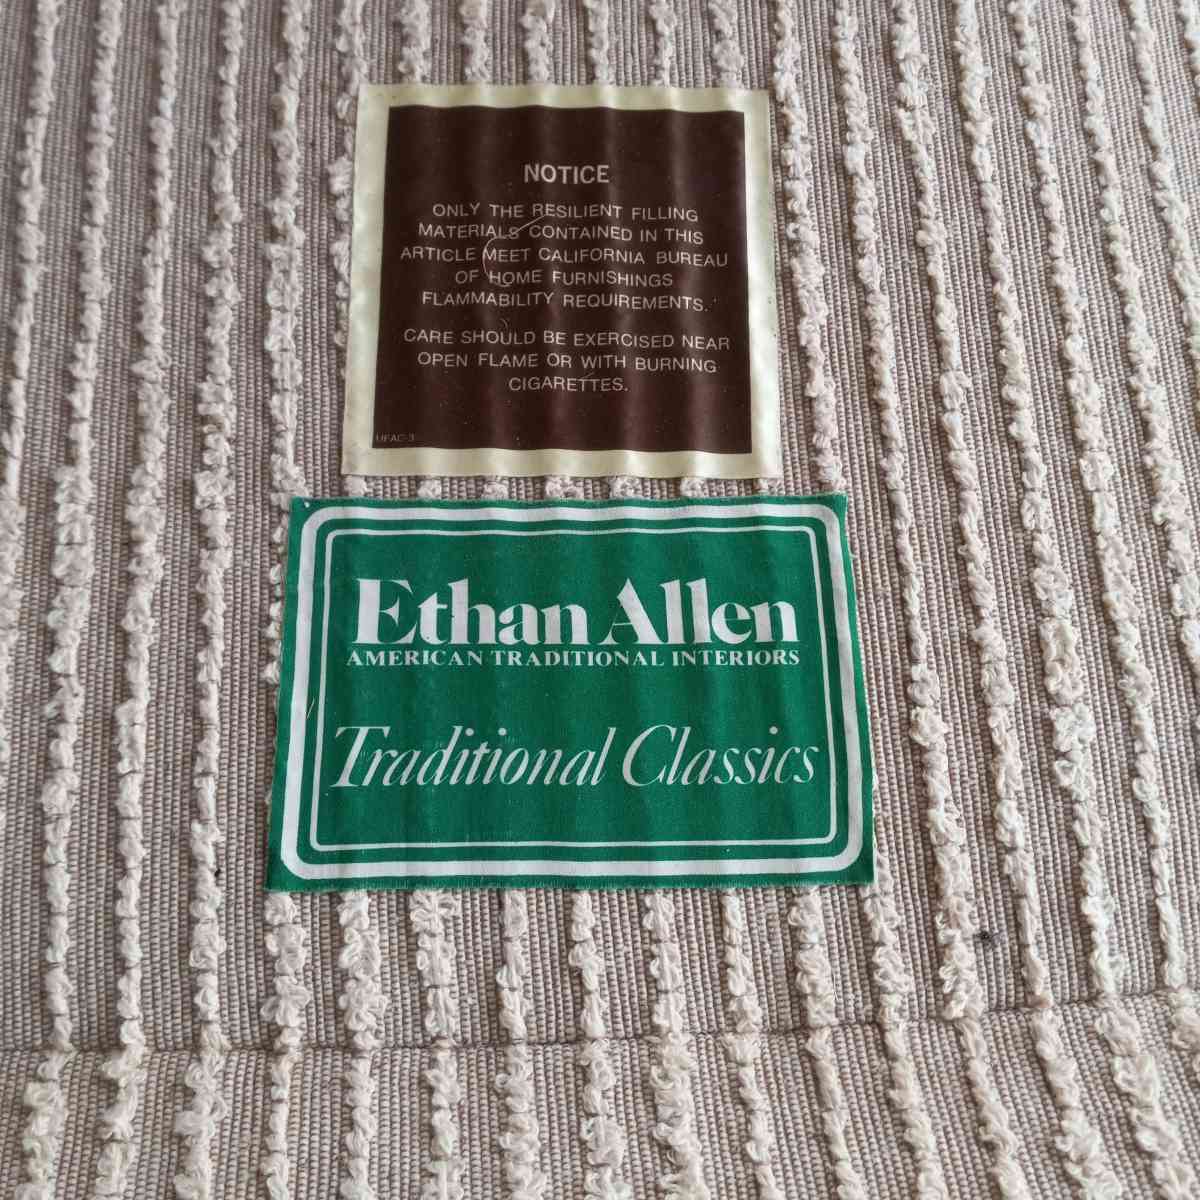 NOTICE
ONLY THE RESILIENT FILLING
MATERIALS CONTAINED IN THIS
ARTICLE MEET CALIFORNIA BUREAU
OF HOME FURNISHINGS
FLAMMABILITY REQUIREMENTS.
CARE SHOULD BE EXERCISED NEAR
OPEN FLAME OR WITH BURNING
CIGARETTES.
UFAC-3
Ethan Allen
AMERICAN TRADITIONAL INTERIORS
Traditional Classics